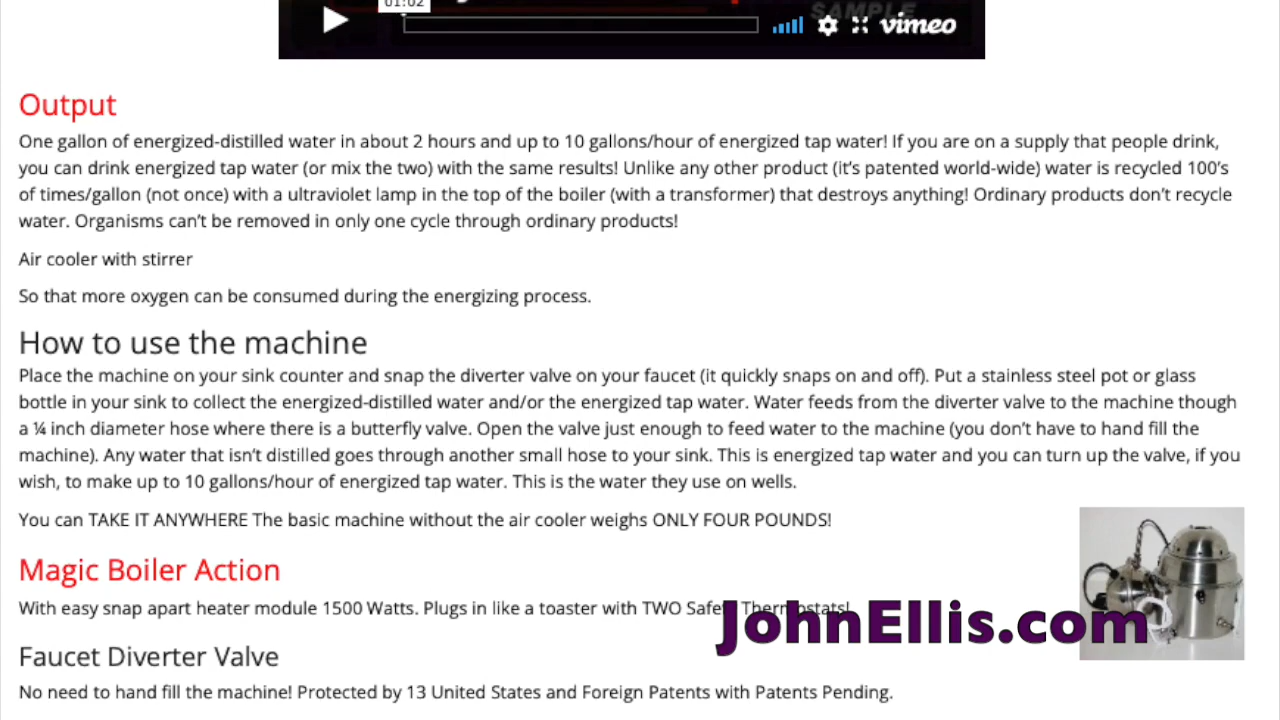 01:02
SAMPLE
vimeo
Output
One gallon of energized-distilled water in about 2 hours and up to 10 gallons/hour of energized tap water! If you are on a supply that people drink,
you can drink energized tap water (or mix the two) with the same results! Unlike any other product (it’s patented world-wide) water is recycled 100’s
of times/gallon (not once) with a ultraviolet lamp in the top of the boiler (with a transformer) that destroys anything! Ordinary products don’t recycle
water. Organisms can’t be removed in only one cycle through ordinary products!
Air cooler with stirrer
So that more oxygen can be consumed during the energizing process.
How to use the machine
Place the machine on your sink counter and snap the diverter valve on your faucet (it quickly snaps on and off). Put a stainless steel pot or glass
bottle in your sink to collect the energized-distilled water and/or the energized tap water. Water feeds from the diverter valve to the machine though
a ¼ inch diameter hose where there is a butterfly valve. Open the valve just enough to feed water to the machine (you don’t have to hand fill the
machine). Any water that isn’t distilled goes through another small hose to your sink. This is energized tap water and you can turn up the valve, if you
wish, to make up to 10 gallons/hour of energized tap water. This is the water they use on wells.
You can TAKE IT ANYWHERE The basic machine without the air cooler weighs ONLY FOUR POUNDS!
Magic Boiler Action
With easy snap apart heater module 1500 Watts. Plugs in like a toaster with TWO Safety Thermostats!
JohnEllis.com
Faucet Diverter Valve
No need to hand fill the machine! Protected by 13 United States and Foreign Patents with Patents Pending.